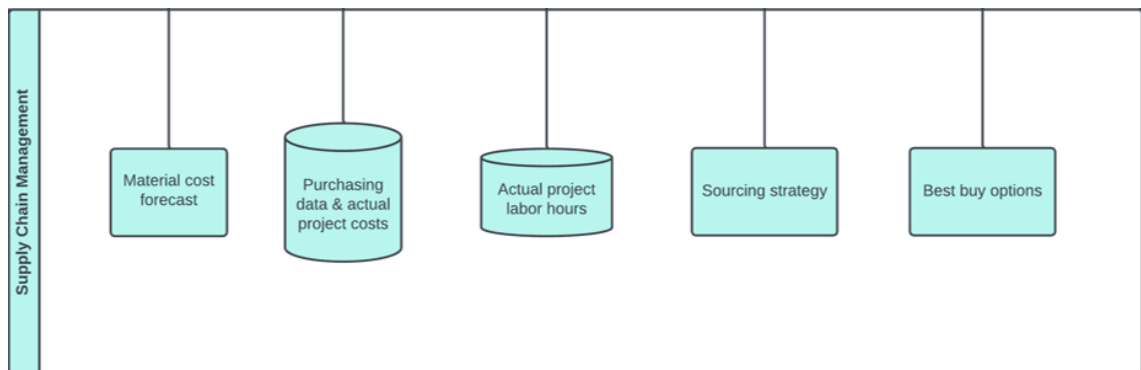 Supply Chain Management
Material cost
forecast
Purchasing
data & actual
project costs
Actual project
labor hours
Sourcing strategy
Best buy options